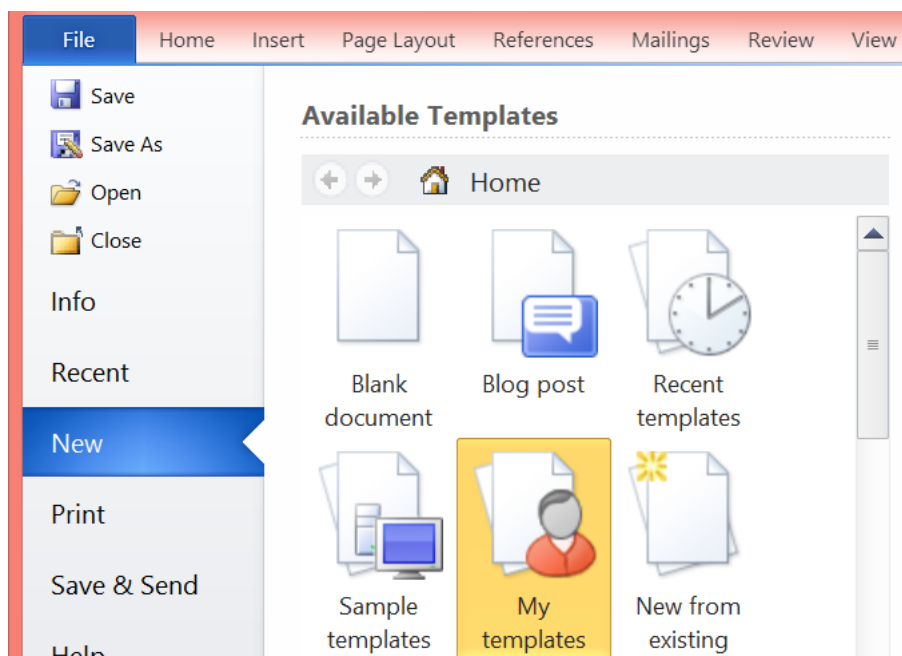 File Home Insert Page Layout References Mailings Review View
Save
Save As
Open
Close
Info
Recent
New
Print
Save & Send
Help
Available Templates
Home
Blank
document
Blog post
Recent
templates
Sample
templates
My
templates
New from
existing